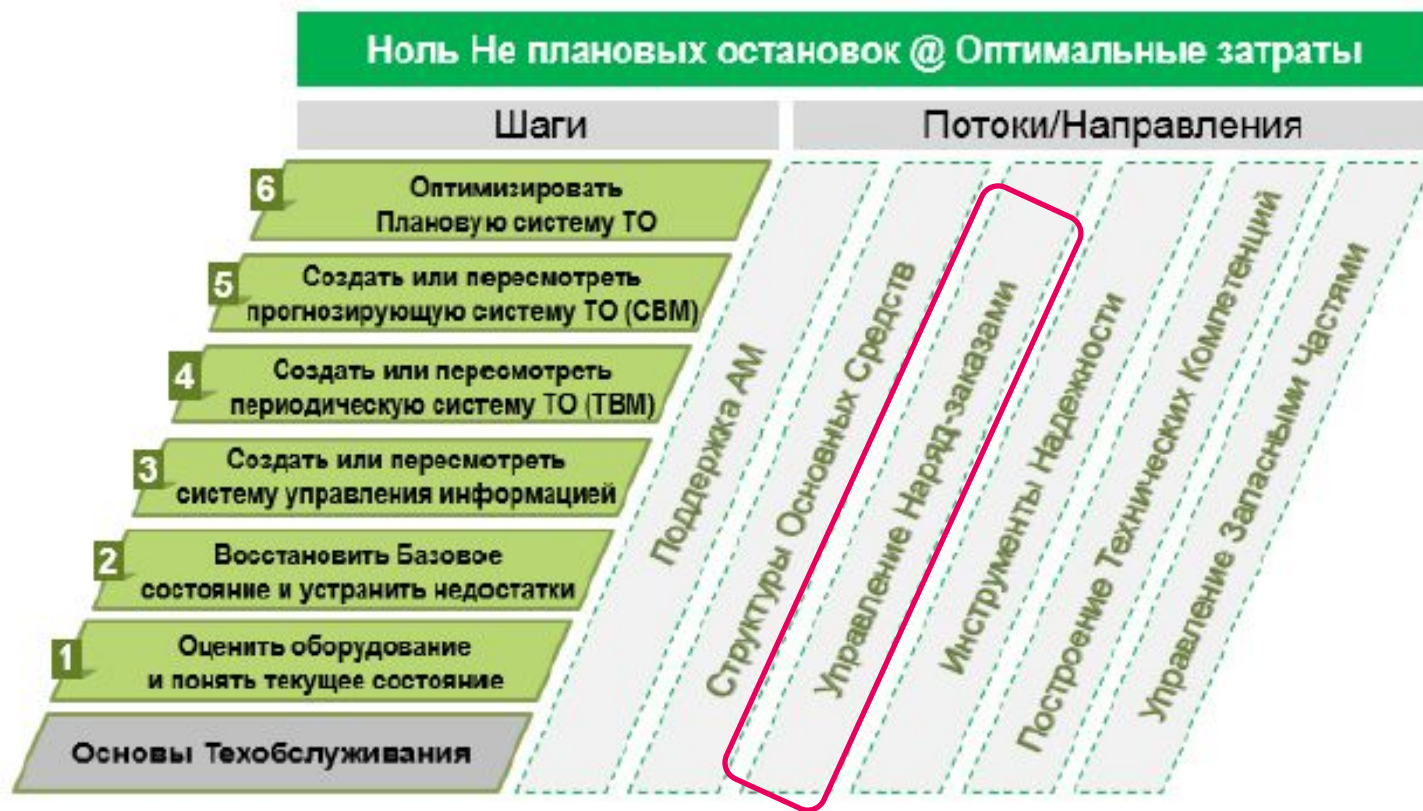 Ноль Не плановых остановок @ Оптимальные затраты
Шаги
Потоки/Направления
6
Оптимизировать
Плановую систему ТО
5
Создать или пересмотреть
прогнозирующую систему ТО (CBM)
4
Создать или пересмотреть
периодическую систему ТО (TBM)
3
Создать или пересмотреть
систему управления информацией
2
Восстановить Базовое
состояние и устранить недостатки
1
Оценить оборудование
и понять текущее состояние
Основы Техобслуживания
Поддержка АМ
Структуры Основных Средств
Управление Наряд-заказами
Инструменты Надежности
Построение Технических Компетенций
Управление Запасными Частями